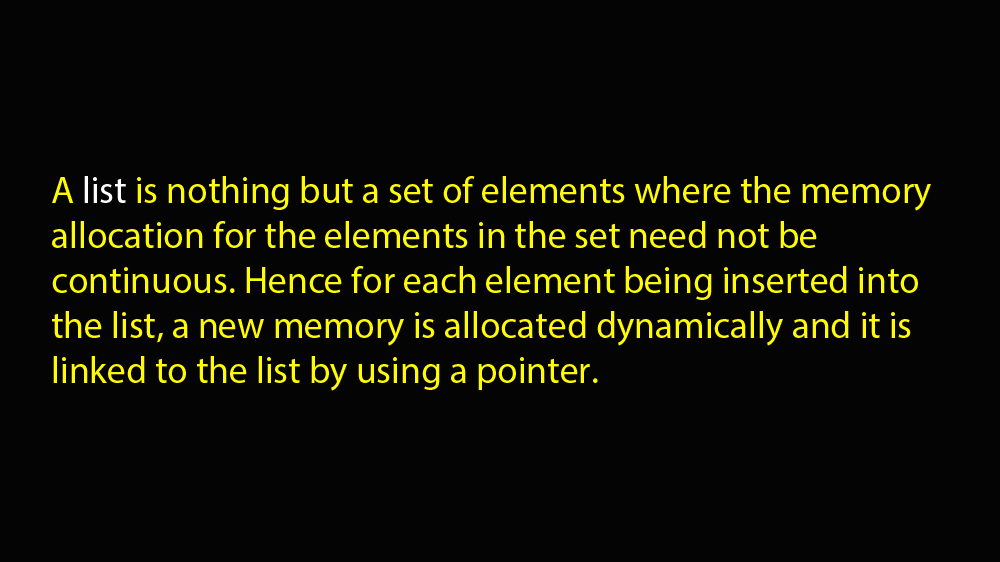 A list is nothing but a set of elements where the memory
allocation for the elements in the set need not be
continuous. Hence for each element being inserted into
the list, a new memory is allocated dynamically and it is
linked to the list by using a pointer.